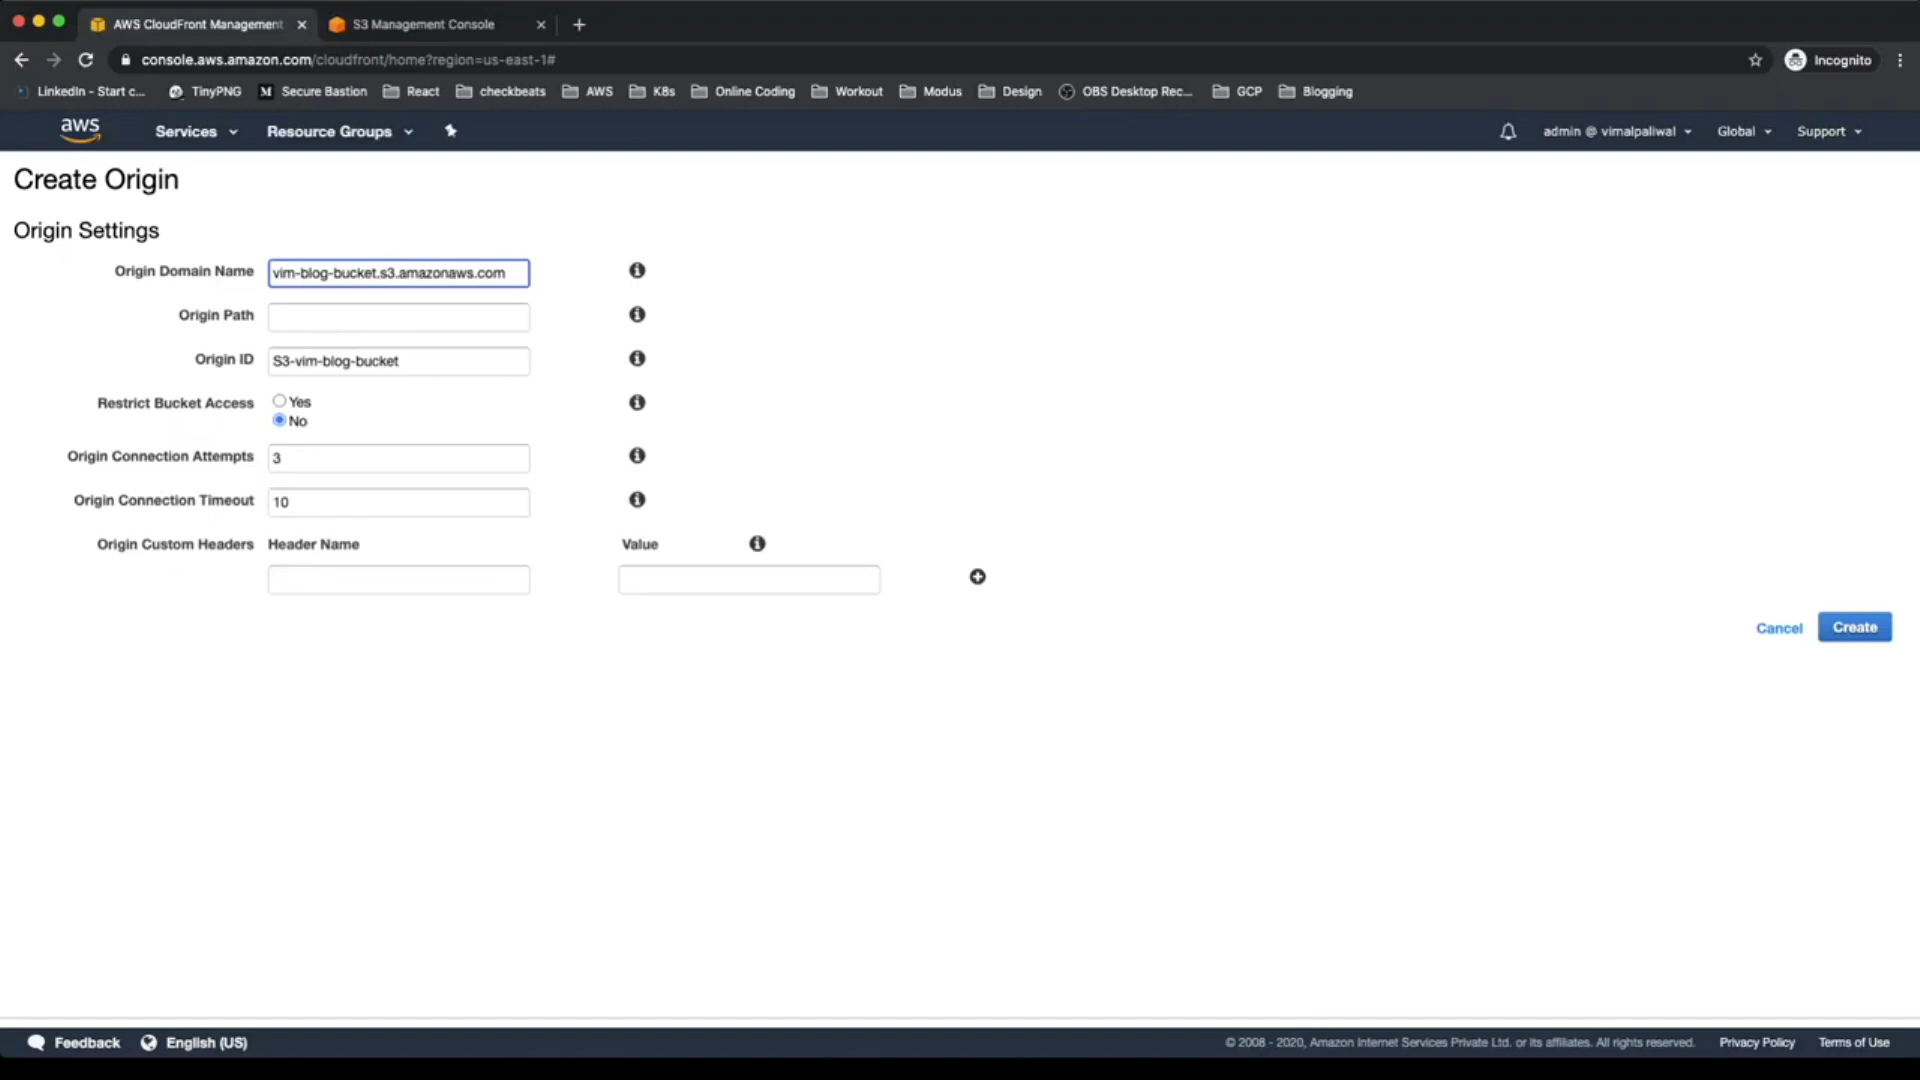 AWS CloudFront Management
S3 Management Console
console.aws.amazon.com/cloudfront/home?region=us-east-1#
Incognito
LinkedIn - Start c...
TinyPNG
M Secure Bastion
React
checkbeats
AWS
K8s
Online Coding
Workout
Modus
Design
OBS Desktop Rec...
GCP
Blogging
aws
Services
Resource Groups
admin @ vimalpaliwal
Global
Support
Create Origin
Origin Settings
Origin Domain Name vim-blog-bucket.s3.amazonaws.com
Origin Path
Origin ID S3-vim-blog-bucket
Restrict Bucket Access Yes
No
Origin Connection Attempts 3
Origin Connection Timeout 10
Origin Custom Headers Header Name Value
Cancel Create
Feedback English (US)
© 2008 - 2020, Amazon Internet Services Private Ltd. or its affiliates. All rights reserved. Privacy Policy Terms of Use